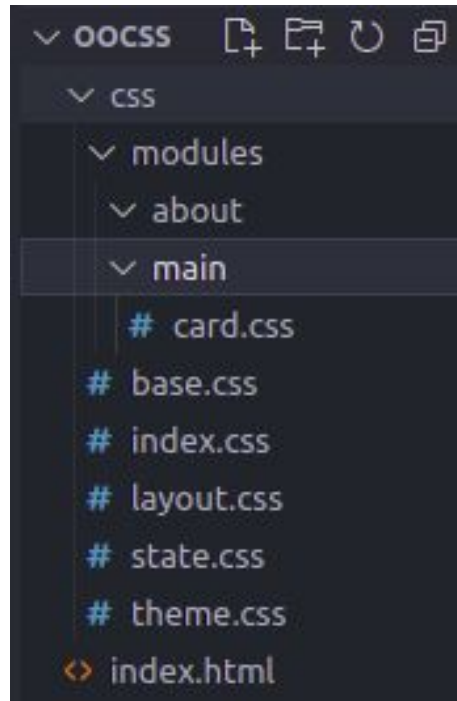 oocss
css
modules
about
main
# card.css
# base.css
# index.css
# layout.css
# state.css
# theme.css
<> index.html